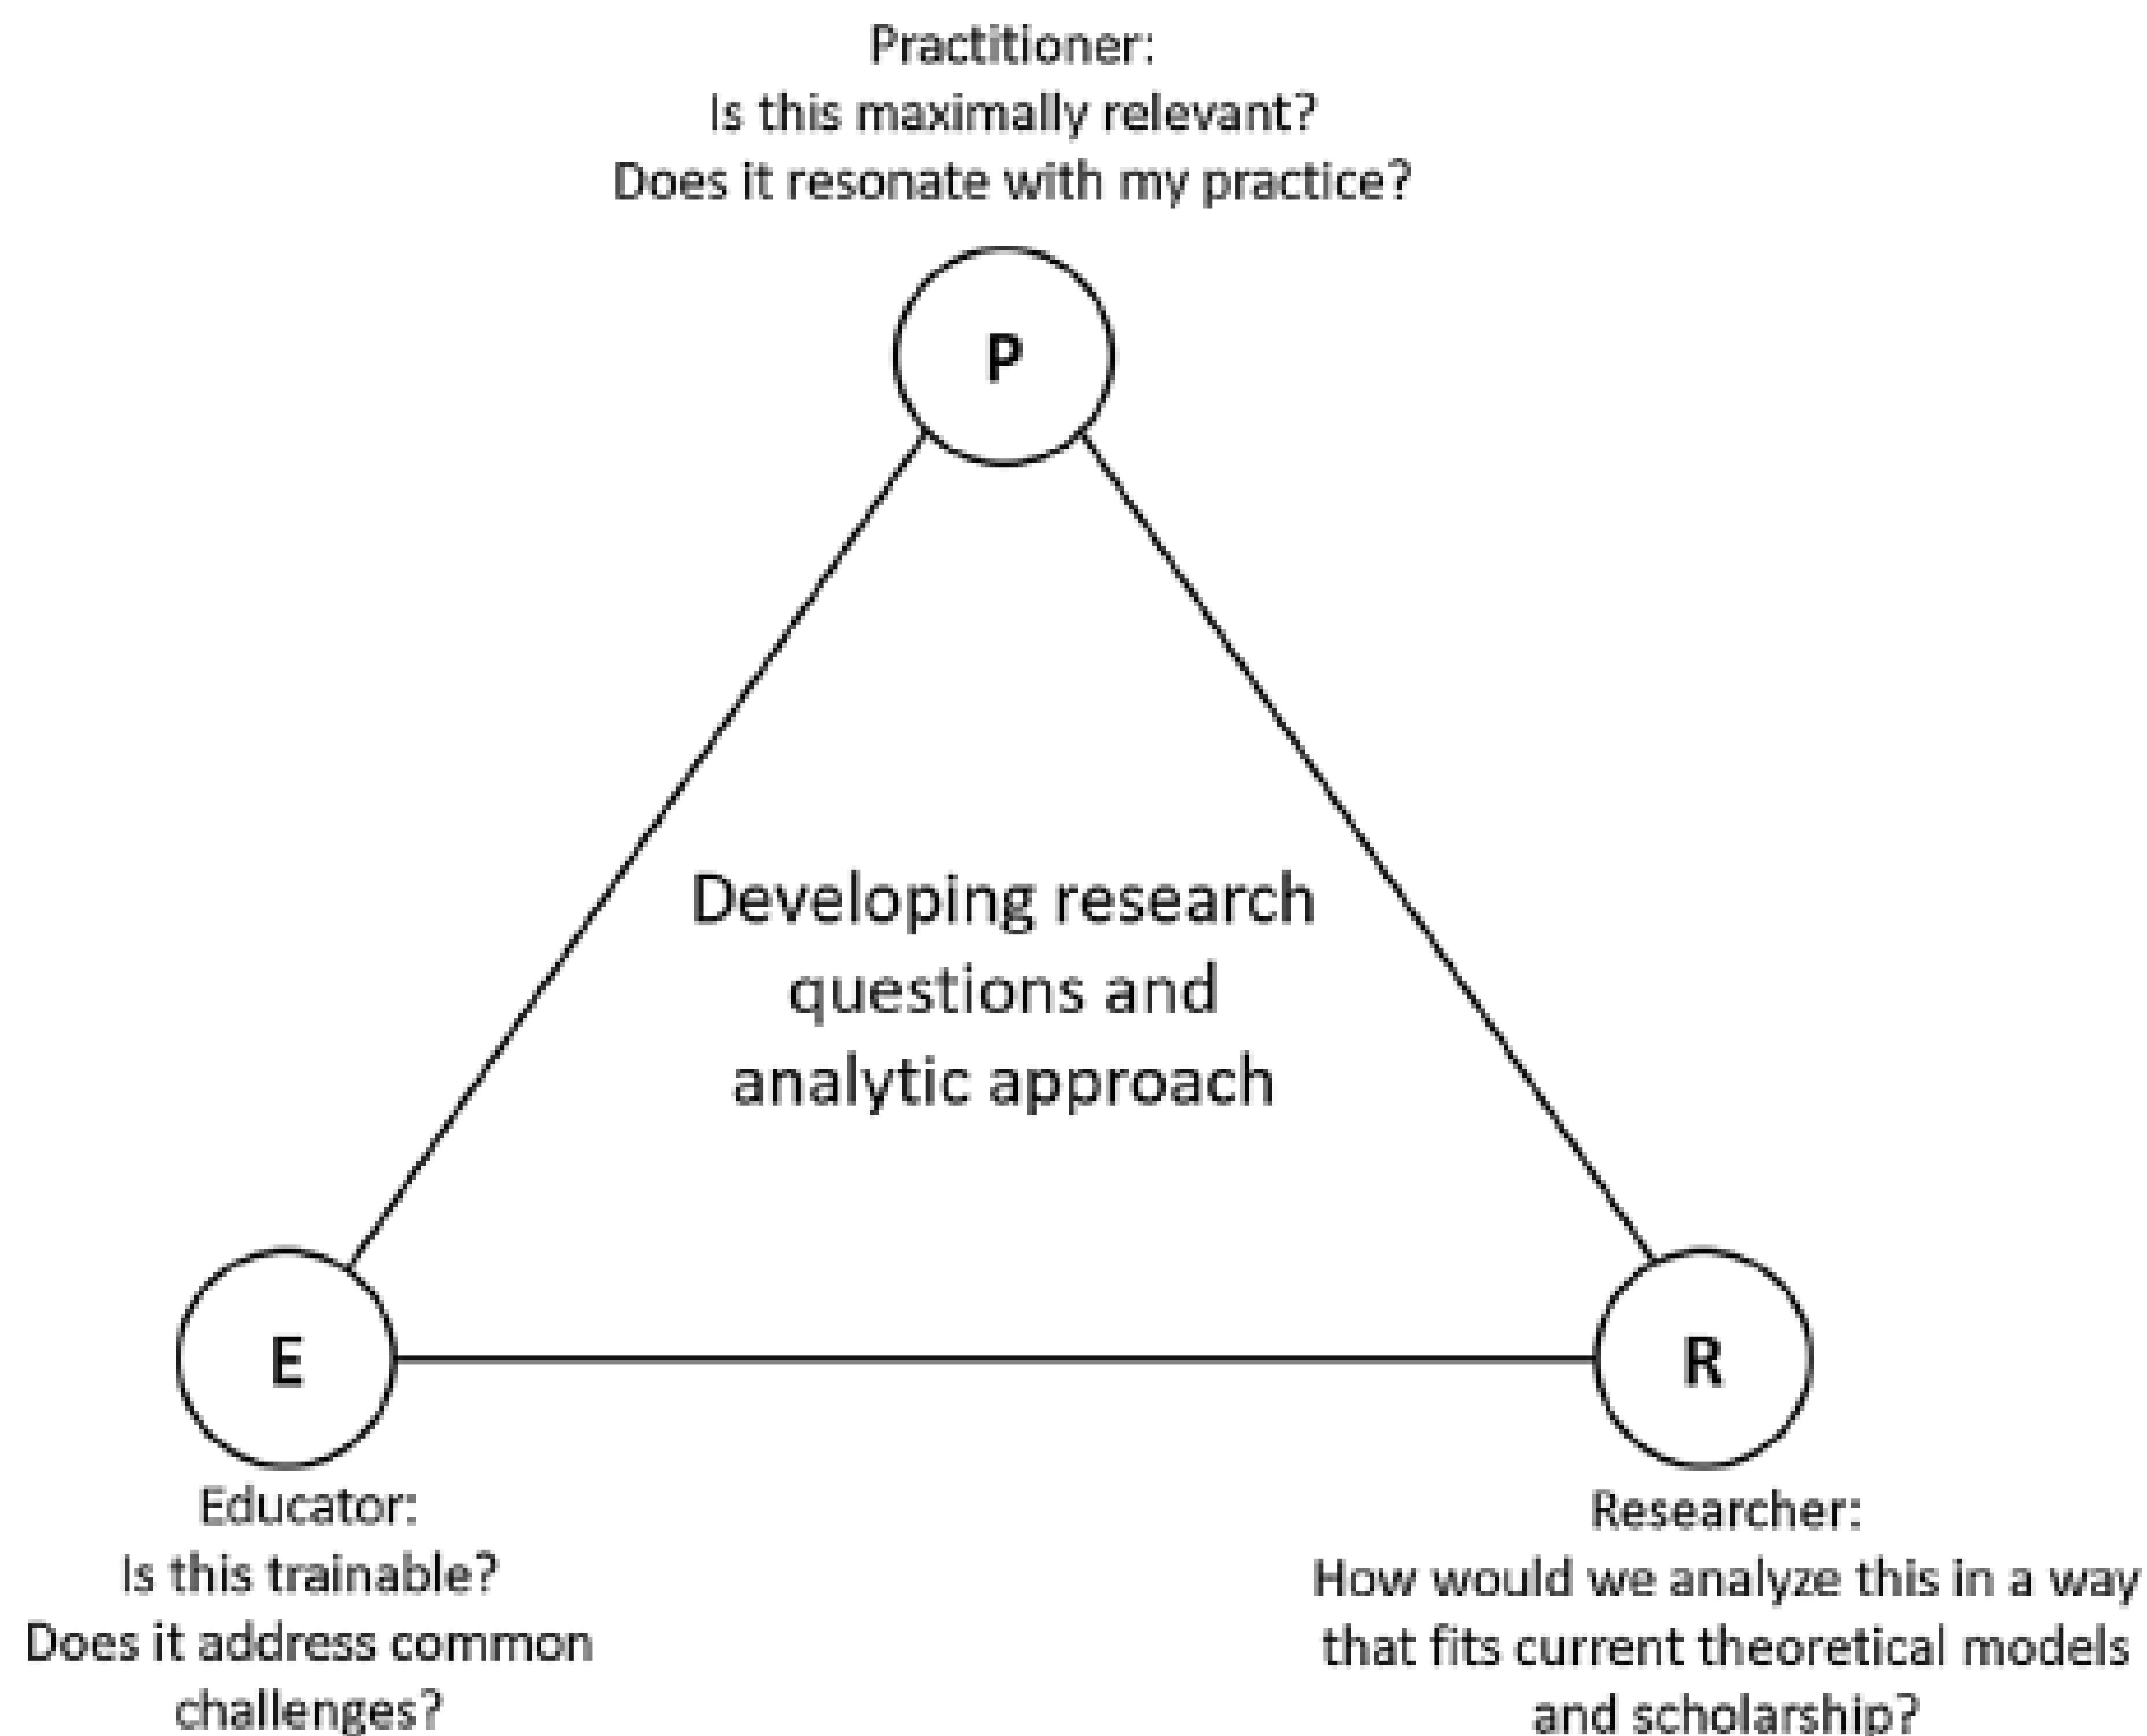 Practitioner:
Is this maximally relevant?
Does it resonate with my practice?
P
Developing research
questions and
analytic approach
E
R
Educator:
Is this trainable?
Does it address common
challenges?
Researcher:
How would we analyze this in a way
that fits current theoretical models
and scholarship?